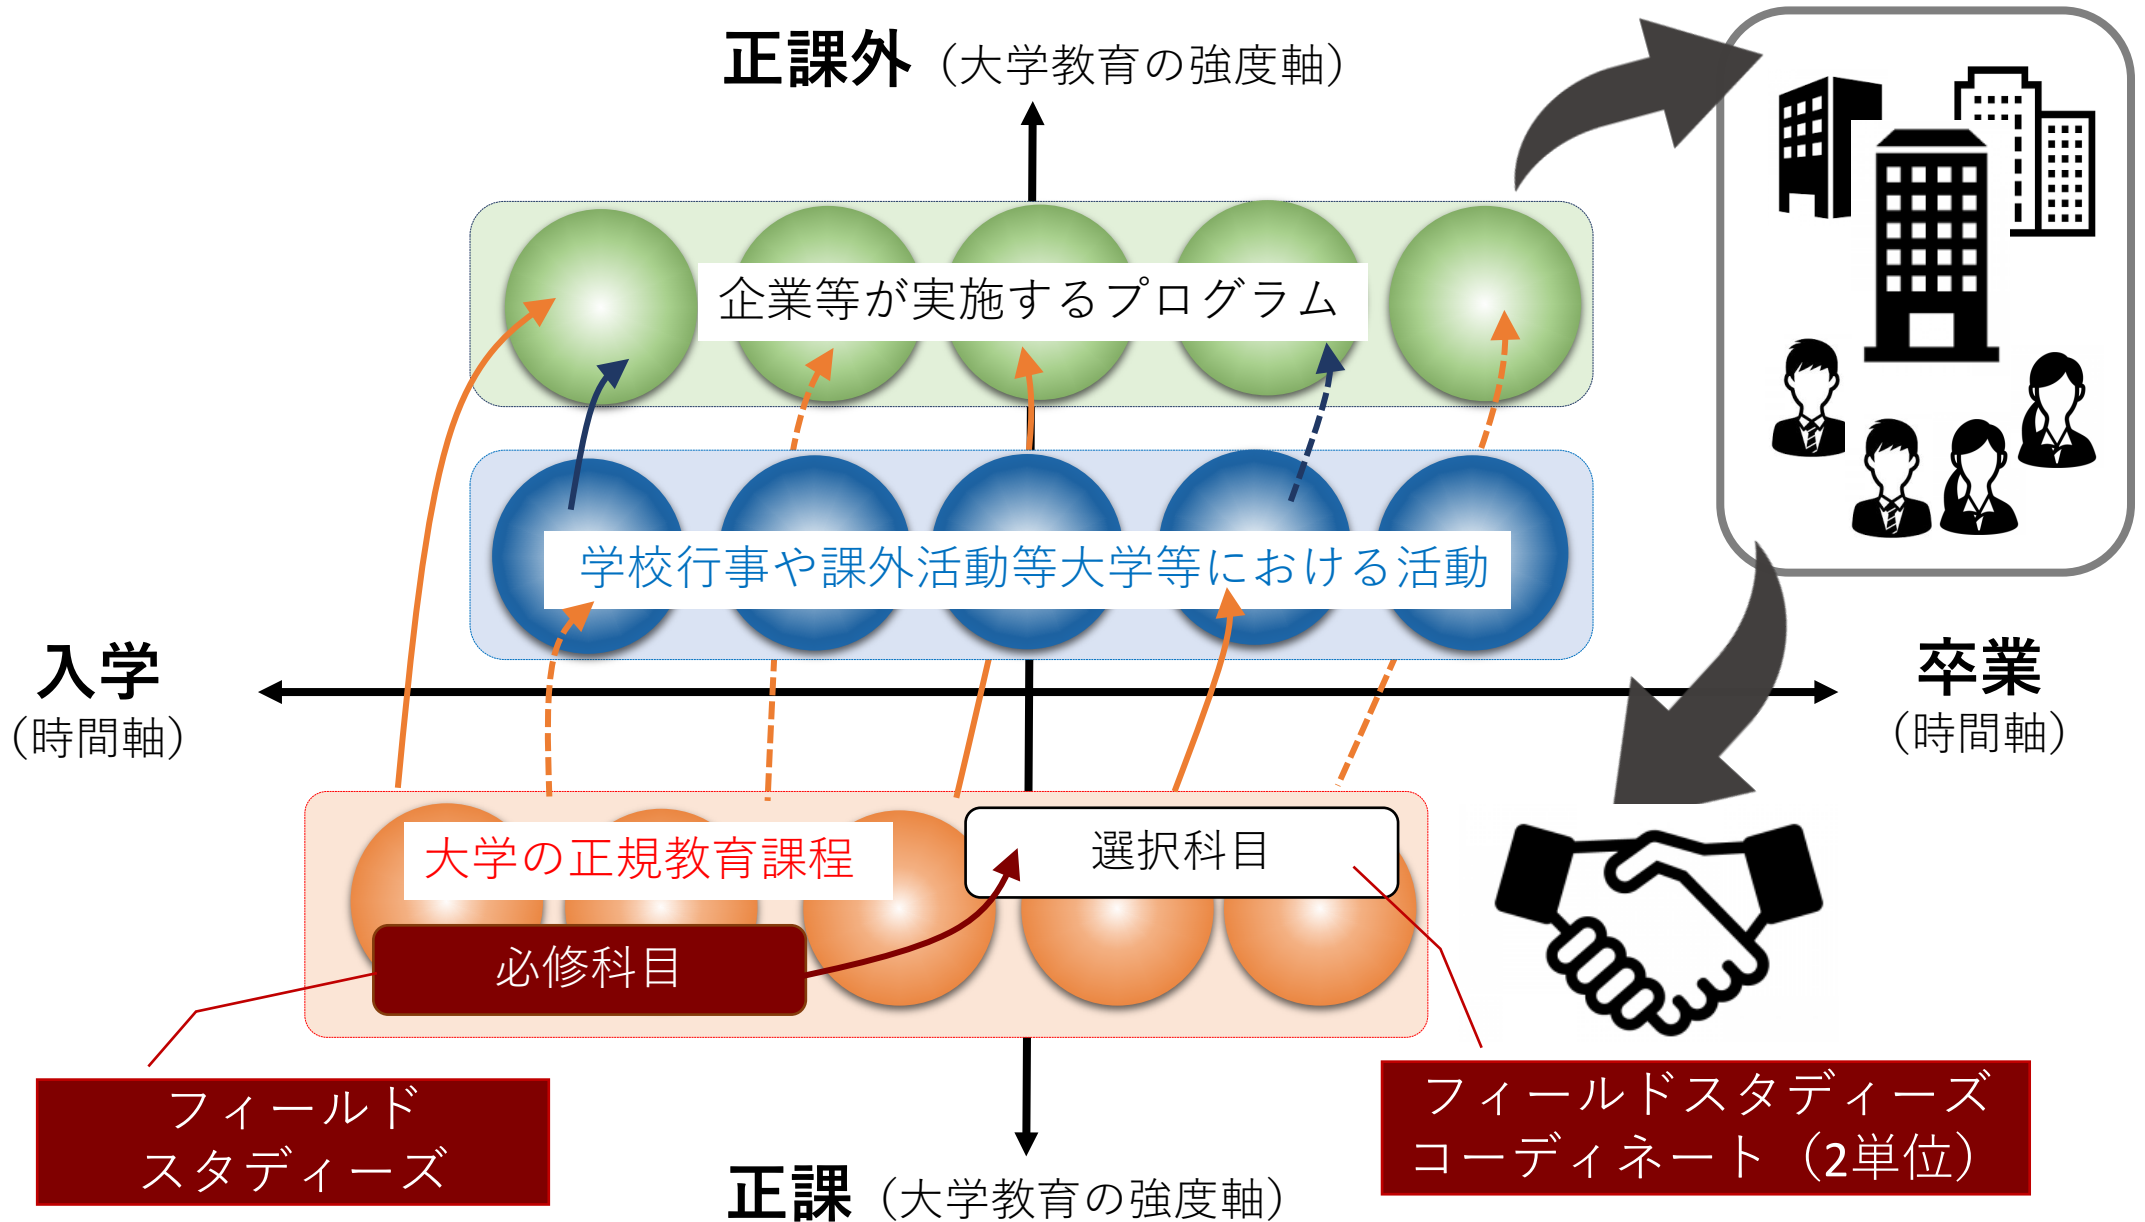 正課外（大学教育の強度軸）
企業等が実施するプログラム
学校行事や課外活動等大学等における活動
入学
（時間軸）
卒業
（時間軸）
大学の正規教育課程
選択科目
必修科目
フィールド
スタディーズ
フィールドスタディーズ
コーディネート（2単位）
正課（大学教育の強度軸）